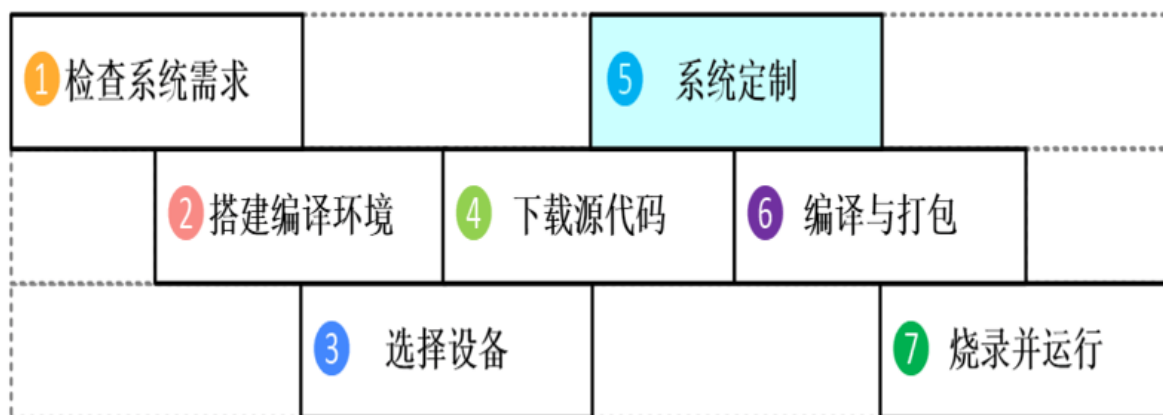 1 检查系统需求
5 系统定制
2 搭建编译环境
4 下载源代码
6 编译与打包
3 选择设备
7 烧录并运行